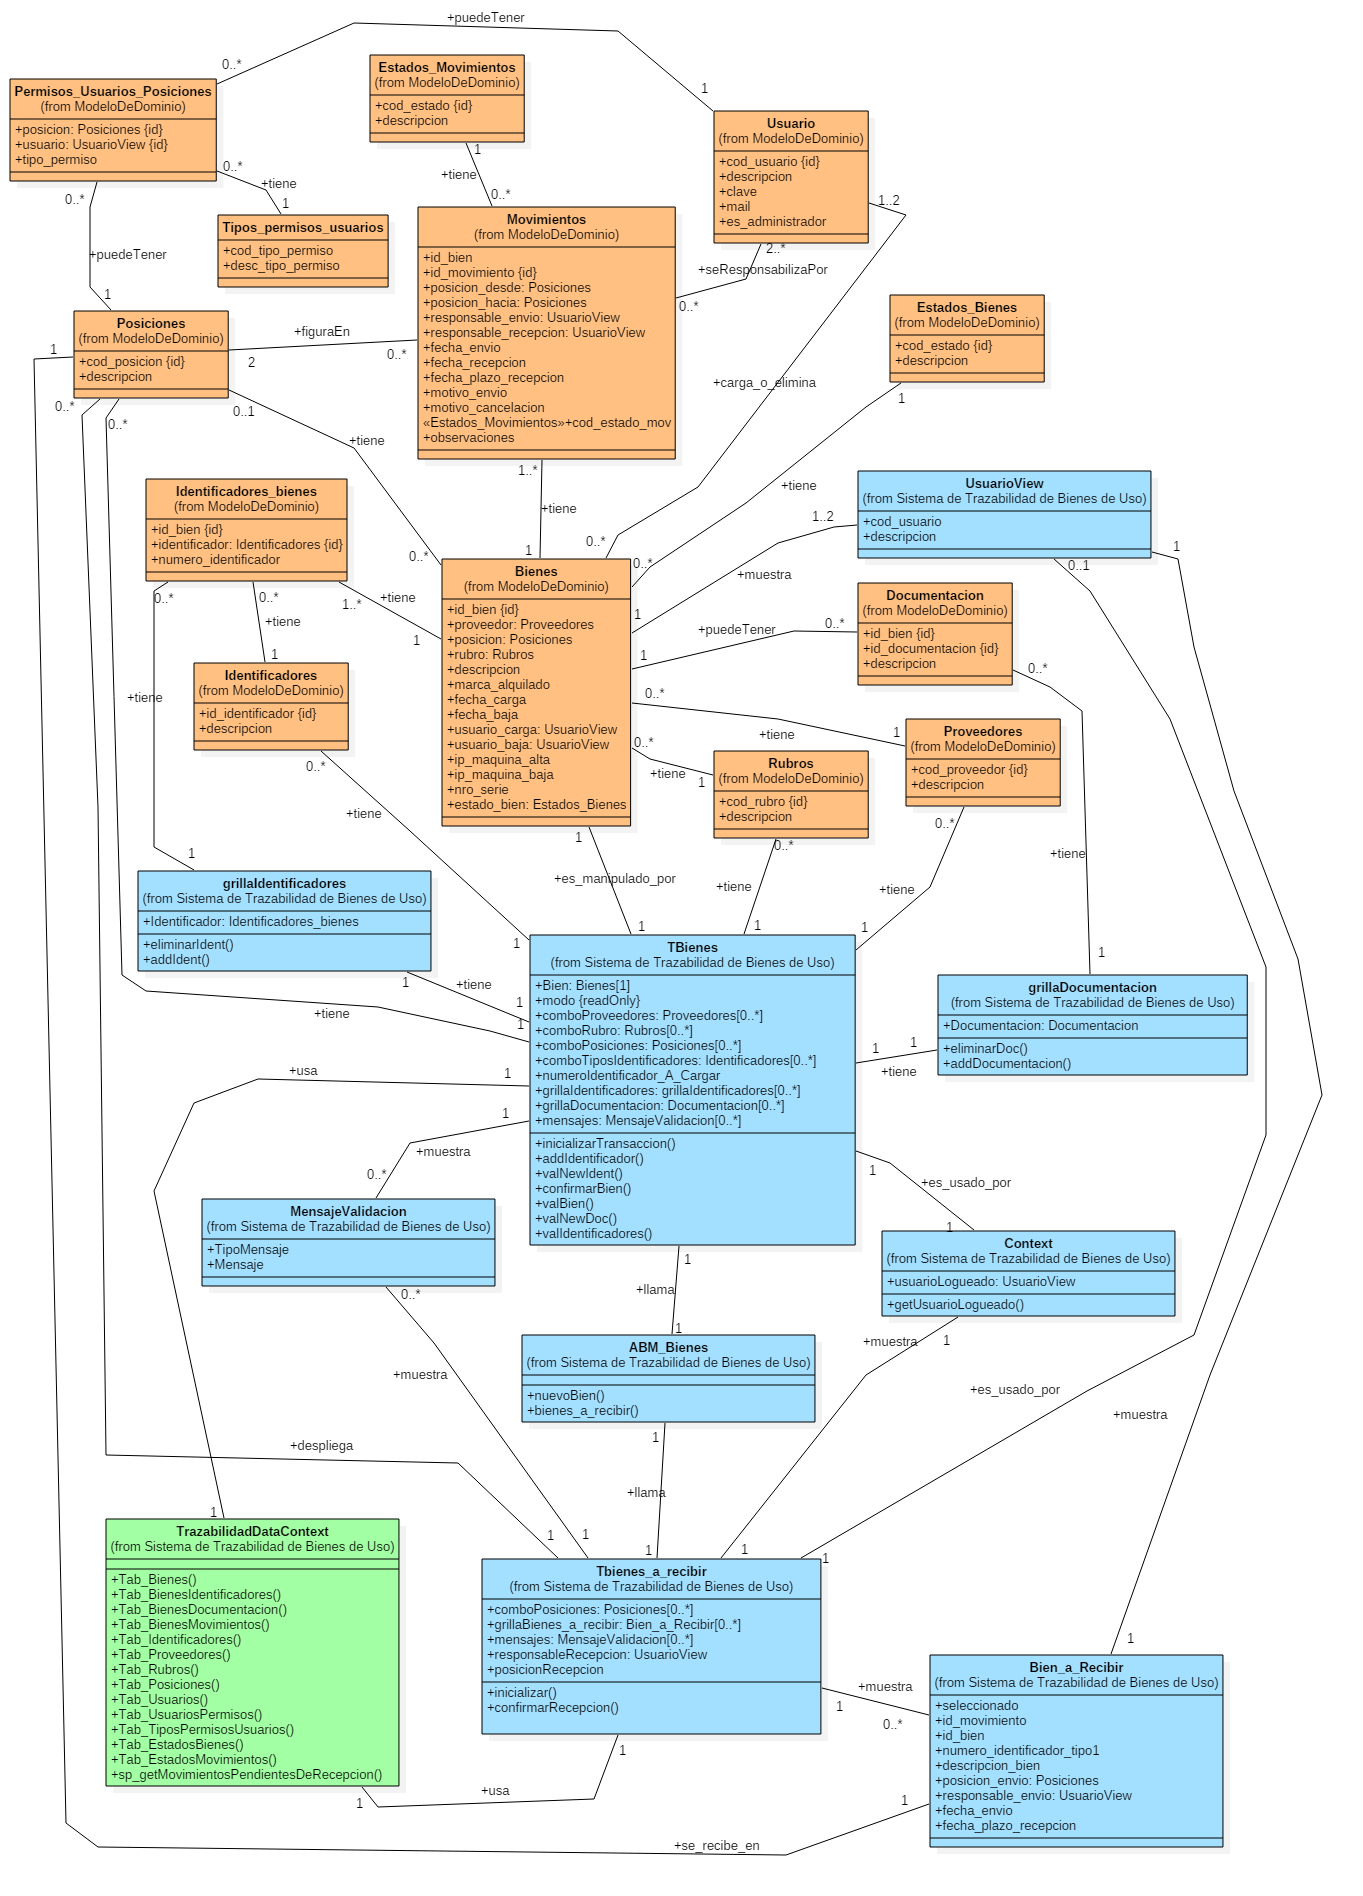 +puedeTener
0..*
1
Permisos_Usuarios_Posiciones
(from ModeloDeDominio)
+posicion: Posiciones {id}
+usuario: UsuarioView {id}
+tipo_permiso
Estados_Movimientos
(from ModeloDeDominio)
+cod_estado {id}
+descripcion
Usuario
(from ModeloDeDominio)
+cod_usuario {id}
+descripcion
+clave
+mail
+es_administrador
1
+tiene
0..*
0..*
+tiene
1
0..*
+puedeTener
1
Tipos_permisos_usuarios
+cod_tipo_permiso
+desc_tipo_permiso
Movimientos
(from ModeloDeDominio)
+id_bien
+id_movimiento {id}
+posicion_desde: Posiciones
+posicion_hacia: Posiciones
+responsable_envio: UsuarioView
+responsable_recepcion: UsuarioView
+fecha_envio
+fecha_recepcion
+fecha_plazo_recepcion
+motivo_envio
+motivo_cancelacion
«Estados_Movimientos»+cod_estado_mov
+observaciones
1..2
2..*
+seResponsabilizaPor
0..*
Posiciones
(from ModeloDeDominio)
+cod_posicion {id}
+descripcion
+figuraEn
2
0..*
1
Estados_Bienes
(from ModeloDeDominio)
+cod_estado {id}
+descripcion
+carga_o_elimina
0..*
1
+tiene
0..*
0..*
0..*
0..1
+tiene
0..*
1..*
+tiene
1
Identificadores_bienes
(from ModeloDeDominio)
+id_bien {id}
+identificador: Identificadores {id}
+numero_identificador
UsuarioView
(from Sistema de Trazabilidad de Bienes de Uso)
+cod_usuario
+descripcion
1..2
+muestra
1
1
0..1
Bienes
(from ModeloDeDominio)
+id_bien {id}
+proveedor: Proveedores
+posicion: Posiciones
+rubro: Rubros
+descripcion
+marca_alquilado
+fecha_carga
+fecha_baja
+usuario_carga: UsuarioView
+usuario_baja: UsuarioView
+ip_maquina_alta
+ip_maquina_baja
+nro_serie
+estado_bien: Estados_Bienes
Documentacion
(from ModeloDeDominio)
+id_bien {id}
+id_documentacion {id}
+descripcion
0..*
0..*
+tiene
1
1..*
+tiene
1
+puedeTener
0..*
1
0..*
Identificadores
(from ModeloDeDominio)
+id_identificador {id}
+descripcion
+tiene
0..*
+tiene
1
Proveedores
(from ModeloDeDominio)
+cod_proveedor {id}
+descripcion
0..*
+tiene
1
Rubros
(from ModeloDeDominio)
+cod_rubro {id}
+descripcion
0..*
+tiene
1
0..*
+tiene
1
0..*
+tiene
1
1
+es_manipulado_por
1
+tiene
1
1
grillaIdentificadores
(from Sistema de Trazabilidad de Bienes de Uso)
+Identificador: Identificadores_bienes
+eliminarIdent()
+addIdent()
1
+tiene
1
1
+tiene
TBienes
(from Sistema de Trazabilidad de Bienes de Uso)
+Bien: Bienes[1]
+modo {readOnly}
+comboProveedores: Proveedores[0..*]
+comboRubro: Rubros[0..*]
+comboPosiciones: Posiciones[0..*]
+comboTiposIdentificadores: Identificadores[0..*]
+numeroIdentificador_A_Cargar
+grillaIdentificadores: grillaIdentificadores[0..*]
+grillaDocumentacion: Documentacion[0..*]
+mensajes: MensajeValidacion[0..*]
+inicializarTransaccion()
+addIdentificador()
+valNewIdent()
+confirmarBien()
+valBien()
+valNewDoc()
+valIdentificadores()
grillaDocumentacion
(from Sistema de Trazabilidad de Bienes de Uso)
+Documentacion: Documentacion
+eliminarDoc()
+addDocumentacion()
1
1
+tiene
+usa
1
1
+muestra
0..*
MensajeValidacion
(from Sistema de Trazabilidad de Bienes de Uso)
+TipoMensaje
+Mensaje
1
+es_usado_por
1
Context
(from Sistema de Trazabilidad de Bienes de Uso)
+usuarioLogueado: UsuarioView
+getUsuarioLogueado()
1
+llama
1
0..*
+muestra
1
ABM_Bienes
(from Sistema de Trazabilidad de Bienes de Uso)
+nuevoBien()
+bienes_a_recibir()
+muestra
1
1
+es_usado_por
1
+muestra
1
1
+llama
1
+despliega
1
1
TrazabilidadDataContext
(from Sistema de Trazabilidad de Bienes de Uso)
+Tab_Bienes()
+Tab_BienesIdentificadores()
+Tab_BienesDocumentacion()
+Tab_BienesMovimientos()
+Tab_Identificadores()
+Tab_Proveedores()
+Tab_Rubros()
+Tab_Posiciones()
+Tab_Usuarios()
+Tab_UsuariosPermisos()
+Tab_TiposPermisosUsuarios()
+Tab_EstadosBienes()
+Tab_EstadosMovimientos()
+sp_getMovimientosPendientesDeRecepcion()
Tbienes_a_recibir
(from Sistema de Trazabilidad de Bienes de Uso)
+comboPosiciones: Posiciones[0..*]
+grillaBienes_a_recibir: Bien_a_Recibir[0..*]
+mensajes: MensajeValidacion[0..*]
+responsableRecepcion: UsuarioView
+posicionRecepcion
+inicializar()
+confirmarRecepcion()
+muestra
1
0..*
Bien_a_Recibir
(from Sistema de Trazabilidad de Bienes de Uso)
+seleccionado
+id_movimiento
+id_bien
+numero_identificador_tipo1
+descripcion_bien
+posicion_envio: Posiciones
+responsable_envio: UsuarioView
+fecha_envio
+fecha_plazo_recepcion
1
+usa
1
1
+se_recibe_en